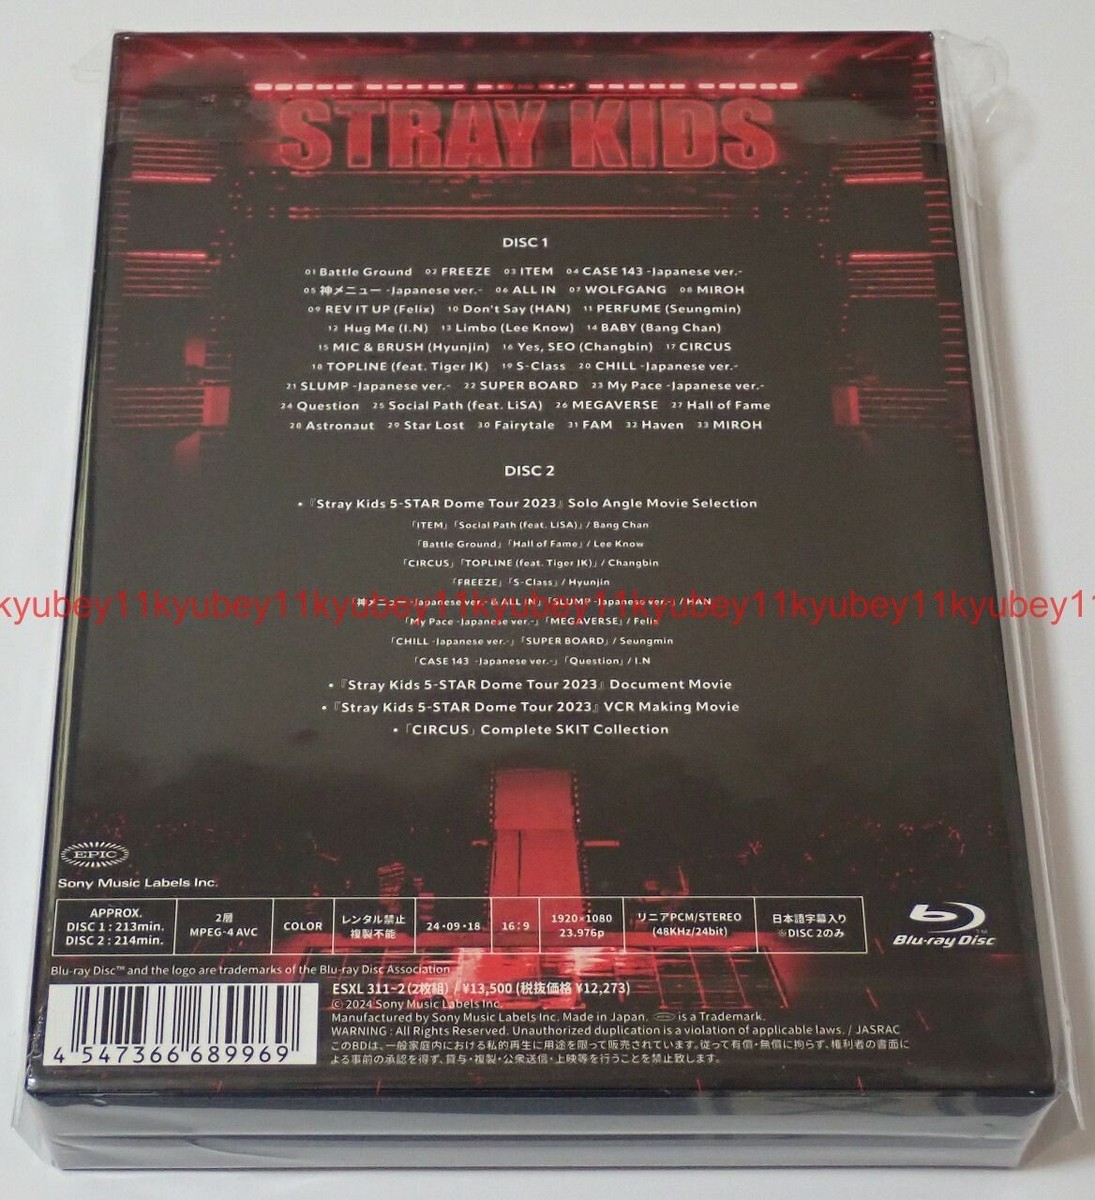 STRAY KIDS
DISC 1
01 Battle Ground 02 FREEZE 03 ITEM 04 CASE 143 -Japanese ver.-
05 神メニュー -Japanese ver.- 06 ALL IN 07 WOLFGANG 08 MIROH
09 REV IT UP (Felix) 10 Don't Say (HAN) 11 PERFUME (Seungmin)
12 Hug Me (I.N) 13 Limbo (Lee Know) 14 BABY (Bang Chan)
15 MIC & BRUSH (Hyunjin) 16 Yes, SEO (Changbin) 17 CIRCUS
18 TOPLINE (feat. Tiger JK) 19 S-Class 20 CHILL -Japanese ver.-
21 SLUMP -Japanese ver.- 22 SUPER BOARD 23 My Pace -Japanese ver.-
24 Question 25 Social Path (feat. LiSA) 26 MEGAVERSE 27 Hall of Fame
28 Astronaut 29 Star Lost 30 Fairytale 31 FAM 32 Haven 33 MIROH
DISC 2
•『Stray Kids 5-STAR Dome Tour 2023』Solo Angle Movie Selection
「ITEM」「Social Path (feat. LiSA)」/ Bang Chan
「Battle Ground」「Hall of Fame」/ Lee Know
「CIRCUS」「TOPLINE (feat. Tiger JK)」/ Changbin
「FREEZE」「S-Class」/ Hyunjin
「神メニュー -Japanese ver.- & ALL IN」「SLUMP -Japanese ver.-」/ HAN
kyubey11kyubey11kyubey11kyubey11kyubey11kyubey11kyubey11
「My Pace -Japanese ver.-」「MEGAVERSE」/ Felix
「CHILL -Japanese ver.-」「SUPER BOARD」/ Seungmin
「CASE 143 -Japanese ver.-」「Question」/ I.N
•『Stray Kids 5-STAR Dome Tour 2023』Document Movie
•『Stray Kids 5-STAR Dome Tour 2023』VCR Making Movie
•「CIRCUS」Complete SKIT Collection
EPIC
Sony Music Labels Inc.
APPROX.
DISC 1 : 213min.
DISC 2 : 214min.
2層
MPEG-4 AVC
COLOR
レンタル禁止
複製不能
24・09・18
16:9
1920×1080
23.976p
リニアPCM/STEREO
(48KHz/24bit)
日本語字幕入り
※DISC 2のみ
Blu-ray Disc™
Blu-ray Disc™ and the logo are trademarks of the Blu-ray Disc Association.
ESXL 311~2 (2枚組) / ¥13,500 (税抜価格 ¥12,273)
© 2024 Sony Music Labels Inc.
Manufactured by Sony Music Labels Inc. Made in Japan. EPIC is a Trademark.
WARNING : All Rights Reserved. Unauthorized duplication is a violation of applicable laws. / JASRAC
このBDは、一般家庭内における私的再生に用途を限って販売されています。従って有償・無償に拘らず、権利者の書面に
よる事前の承認を得ず、貸与・複製・公衆送信・上映等を行うことを禁止致します。
4 547366 689969